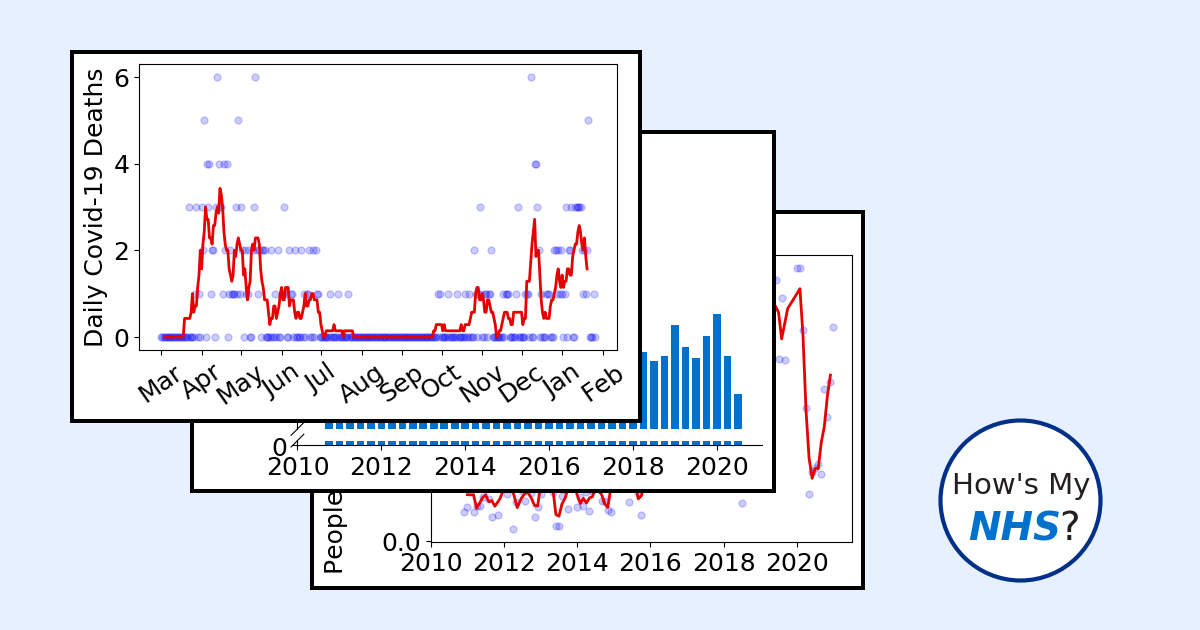 Daily Covid-19 Deaths
6
4
2
0
Mar Apr May Jun Jul Aug Sep Oct Nov Dec Jan Feb
0
2010 2012 2014 2016 2018 2020
People
0.0
2010 2012 2014 2016 2018 2020
How's My
NHS?